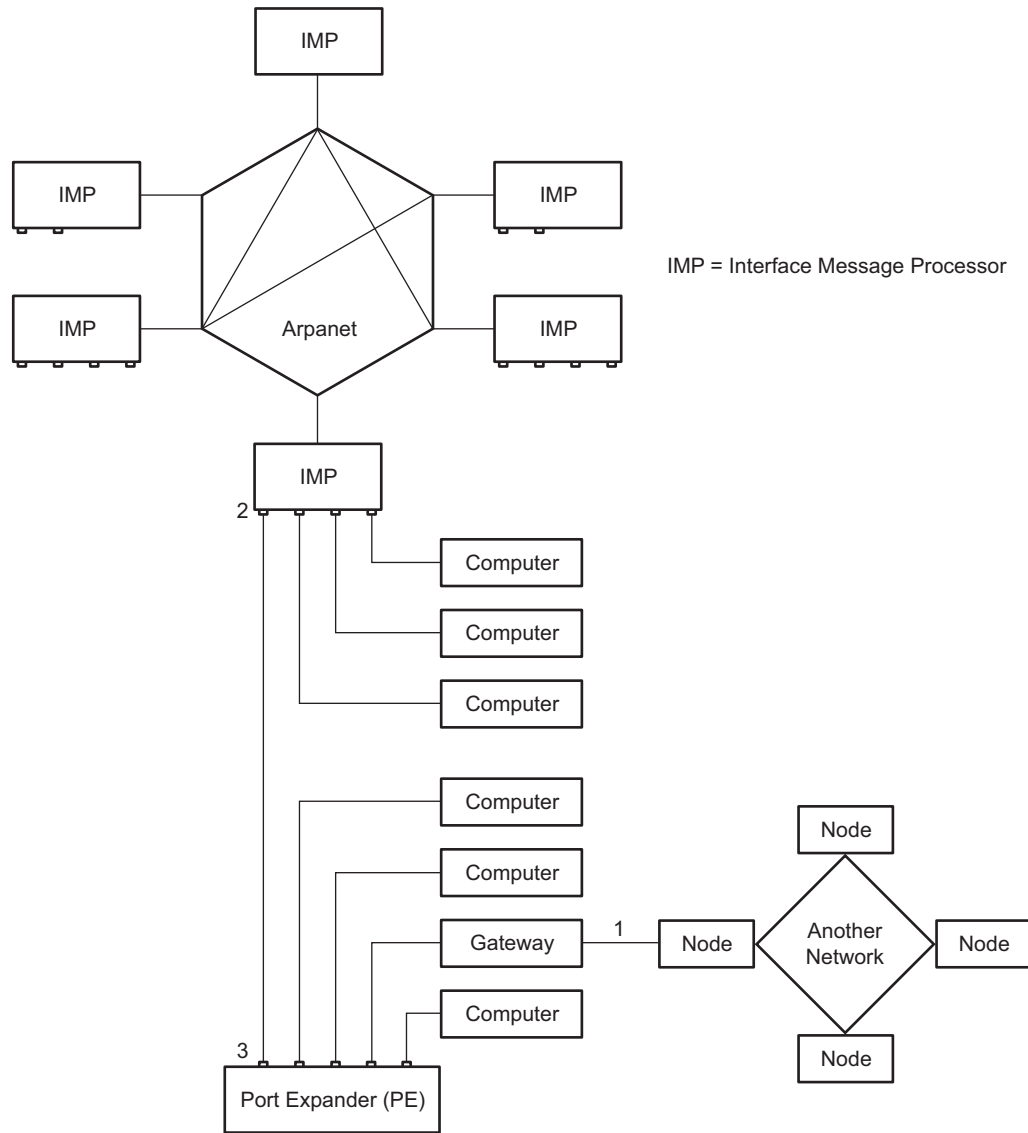 IMP
IMP
IMP
IMP = Interface Message Processor
IMP
Arpanet
IMP
IMP
2
Computer
Computer
Computer
Computer
Node
Computer
Gateway
1
Node
Another
Network
Node
Computer
3
Node
Port Expander (PE)